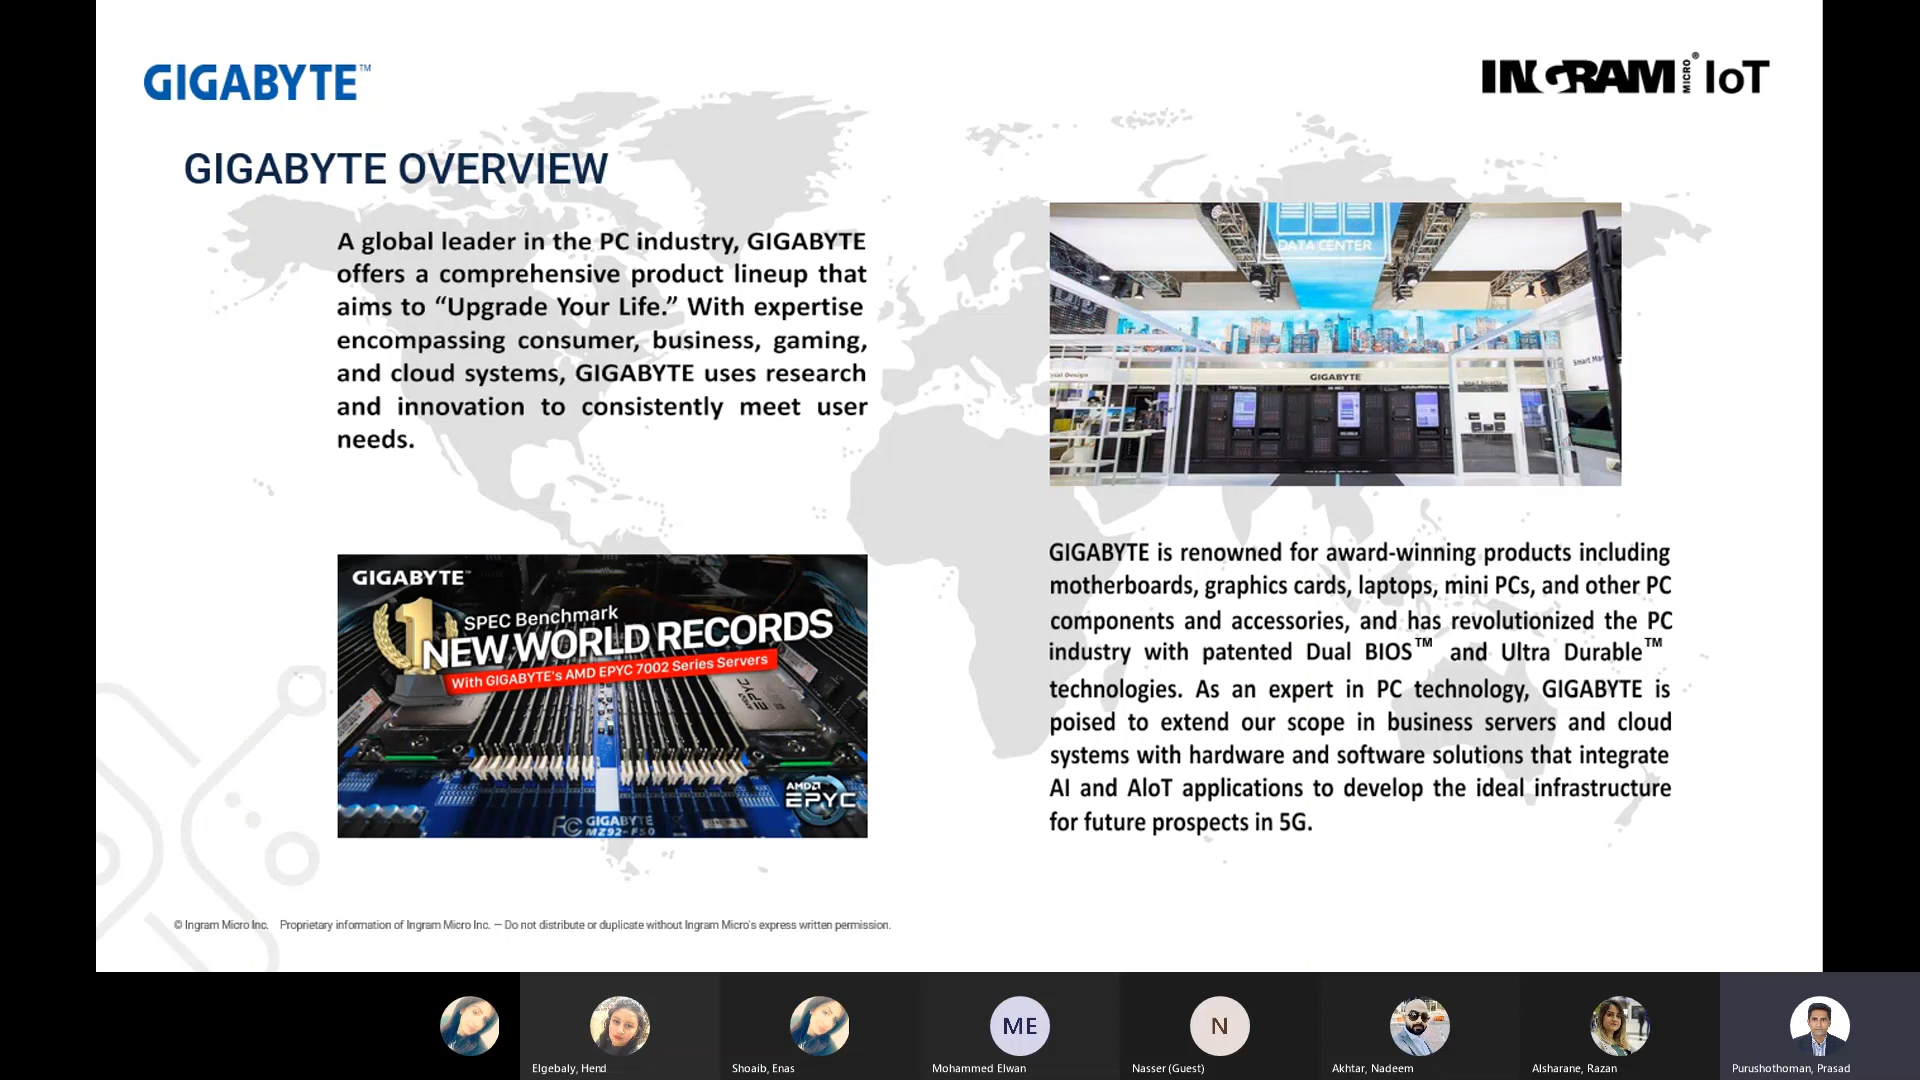 GIGABYTE™
INGRAM MICRO® IoT
GIGABYTE OVERVIEW
A global leader in the PC industry, GIGABYTE
offers a comprehensive product lineup that
aims to “Upgrade Your Life.” With expertise
encompassing consumer, business, gaming,
and cloud systems, GIGABYTE uses research
and innovation to consistently meet user
needs.
DATA CENTER
GIGABYTE
GIGABYTE™
1
SPEC Benchmark
NEW WORLD RECORDS
With GIGABYTE's AMD EPYC 7002 Series Servers
EPYC
AMD
EPYC
GIGABYTE
MZ92-FS0
GIGABYTE is renowned for award-winning products including
motherboards, graphics cards, laptops, mini PCs, and other PC
components and accessories, and has revolutionized the PC
industry with patented Dual BIOS™ and Ultra Durable™
technologies. As an expert in PC technology, GIGABYTE is
poised to extend our scope in business servers and cloud
systems with hardware and software solutions that integrate
AI and AloT applications to develop the ideal infrastructure
for future prospects in 5G.
© Ingram Micro Inc. Proprietary information of Ingram Micro Inc. — Do not distribute or duplicate without Ingram Micro's express written permission.
ME
N
Elgebaly, Hend
Shoaib, Enas
Mohammed Elwan
Nasser (Guest)
Akhtar, Nadeem
Alsharane, Razan
Purushothoman, Prasad